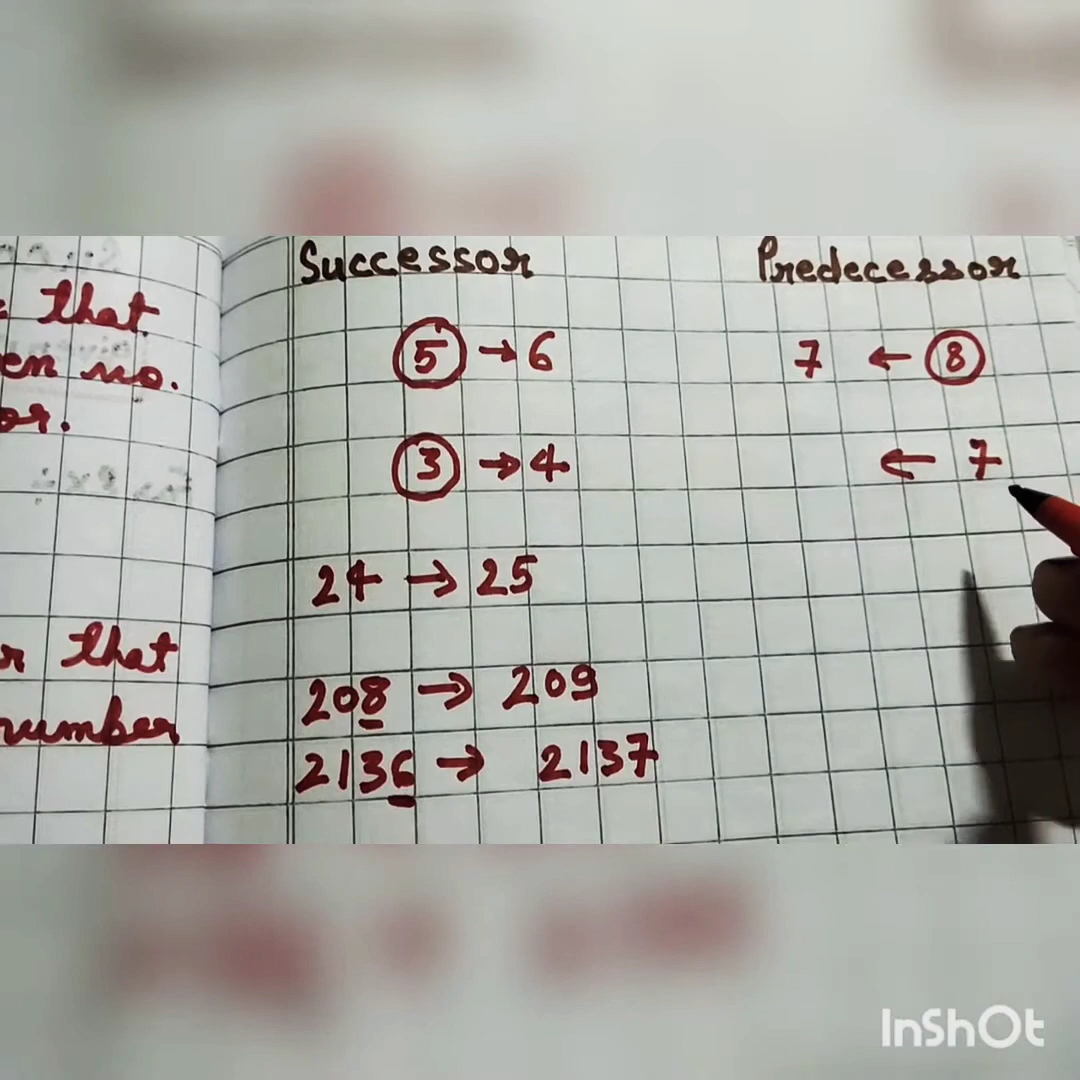 that
en no.
or.
that
number
Successor
5 → 6
3 → 4
24 → 25
208 → 209
2136 → 2137
Predecessor
7 ← 8
← 7
InShOt